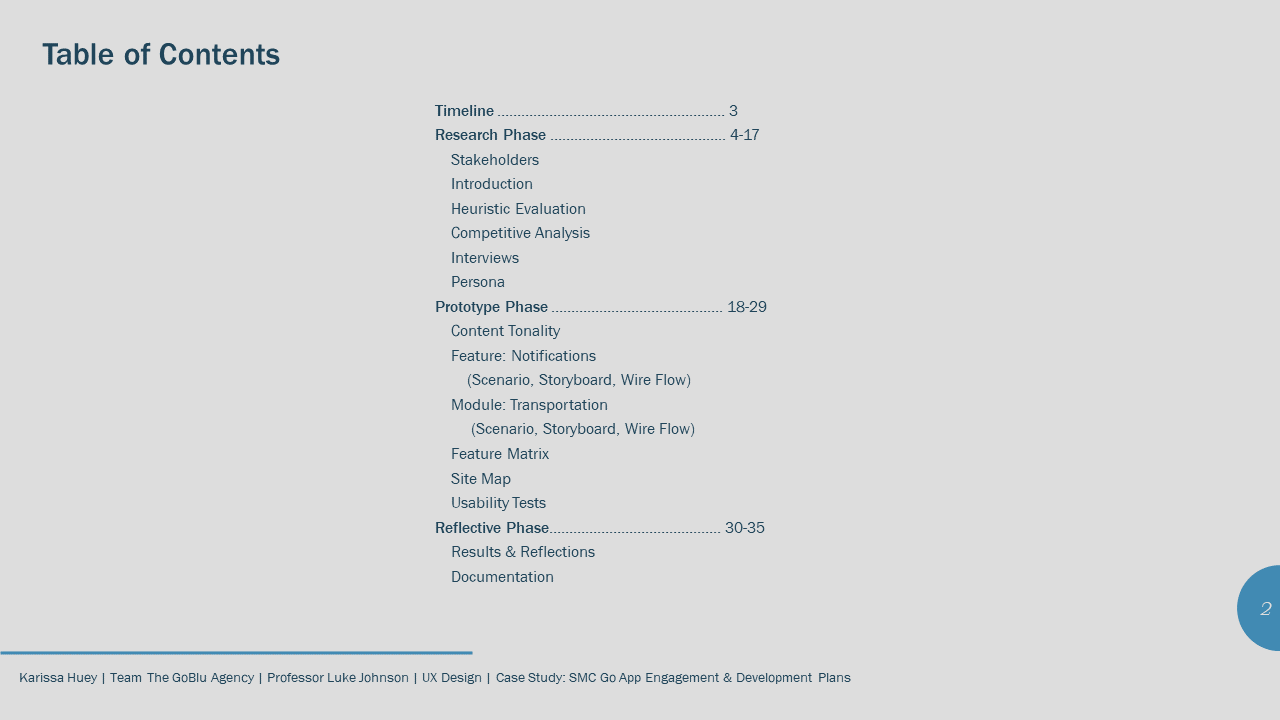 Table of Contents
Timeline ......................................................... 3
Research Phase ............................................ 4-17
Stakeholders
Introduction
Heuristic Evaluation
Competitive Analysis
Interviews
Persona
Prototype Phase ........................................... 18-29
Content Tonality
Feature: Notifications
(Scenario, Storyboard, Wire Flow)
Module: Transportation
(Scenario, Storyboard, Wire Flow)
Feature Matrix
Site Map
Usability Tests
Reflective Phase........................................... 30-35
Results & Reflections
Documentation
2
Karissa Huey | Team The GoBlu Agency | Professor Luke Johnson | UX Design | Case Study: SMC Go App Engagement & Development Plans